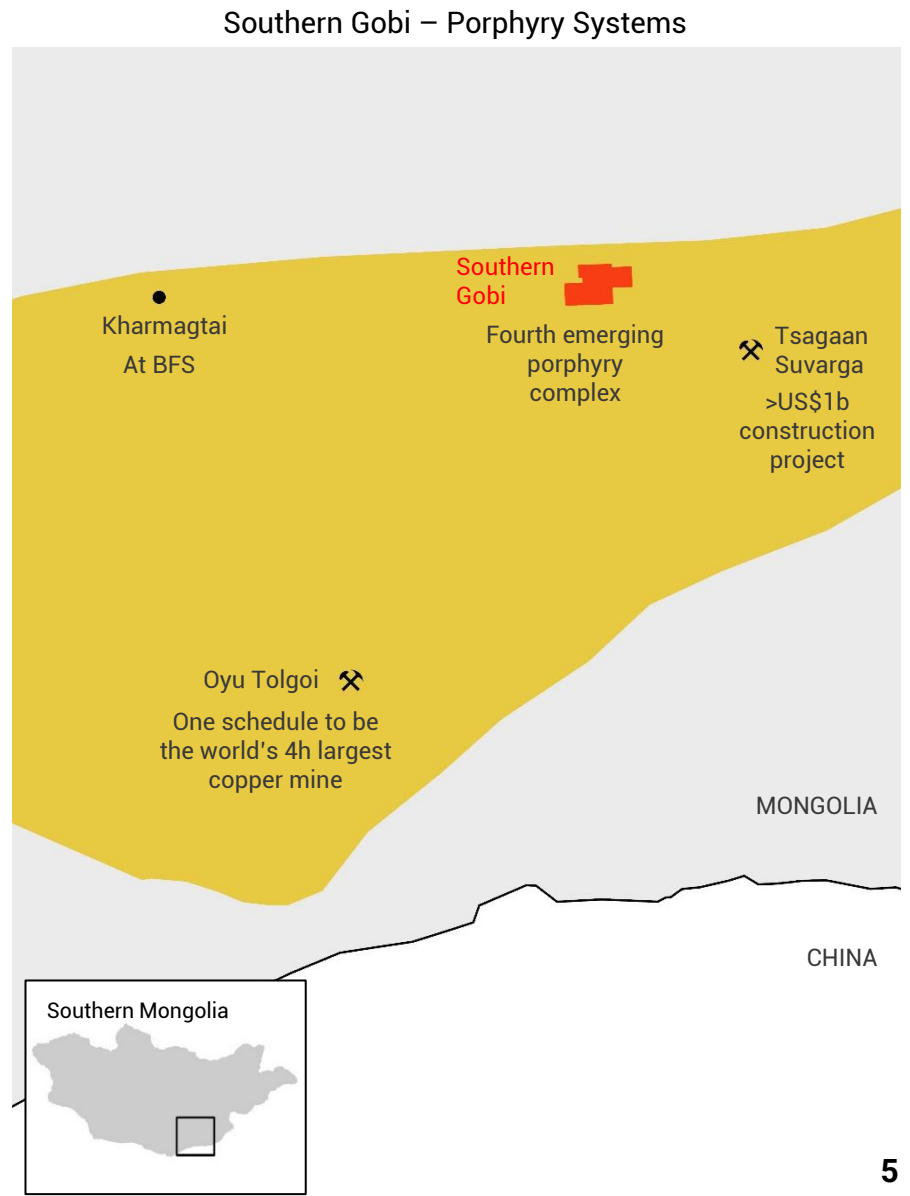 Southern Gobi – Porphyry Systems
Southern
Gobi
Kharmagtai
At BFS
Fourth emerging
porphyry
complex
Tsagaan
Suvarga
>US$1b
construction
project
Oyu Tolgoi
One schedule to be
the world's 4h largest
copper mine
MONGOLIA
CHINA
Southern Mongolia
5